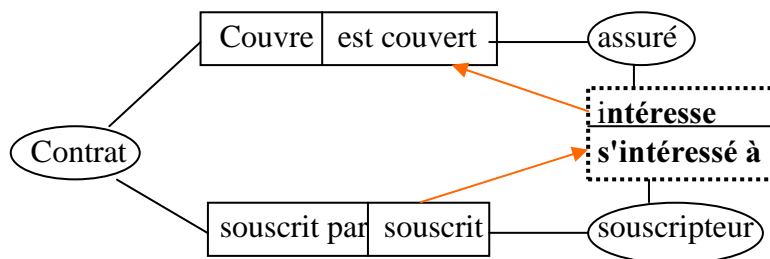 Couvre est couvert assuré
intéresse
Contrat s'intéressé à
souscrit par souscrit souscripteur